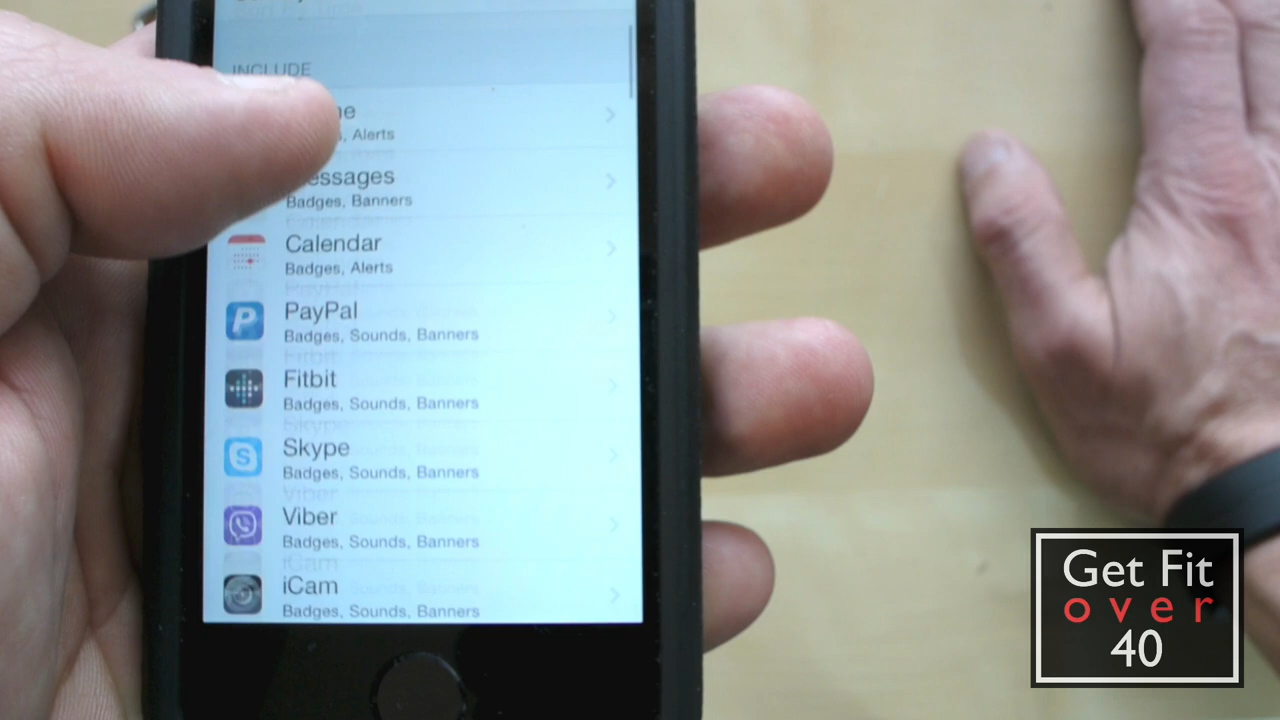 INCLUDE
Alerts
Badges, Banners
Calendar
Badges, Alerts
PayPal
Badges, Sounds, Banners
Fitbit
Badges, Sounds, Banners
Skype
Badges, Sounds, Banners
Viber
Badges, Sounds, Banners
iCam
Badges, Sounds, Banners
Get Fit
over
40